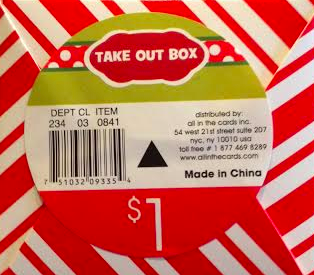 TAKE OUT BOX
DEPT CL ITEM
234 03 0841
7 51032 09335 4
distributed by:
all in the cards inc.
54 west 21st street suite 207
nyc, ny 10010 usa
toll free # 1 877 469 8289
www.allinthecards.com
Made in China
$1